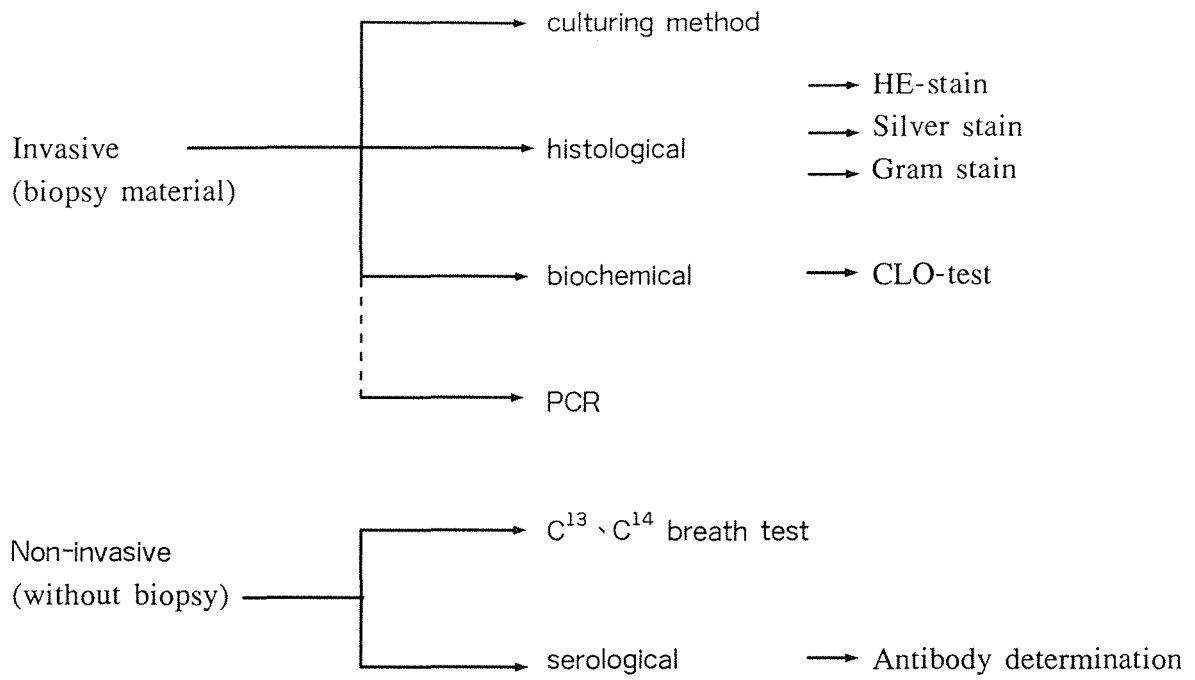 culturing method
HE-stain
Silver stain
Invasive
(biopsy material)
histological
Gram stain
biochemical
CLO-test
PCR
C¹³、C¹⁴ breath test
Non-invasive
(without biopsy)
serological
Antibody determination